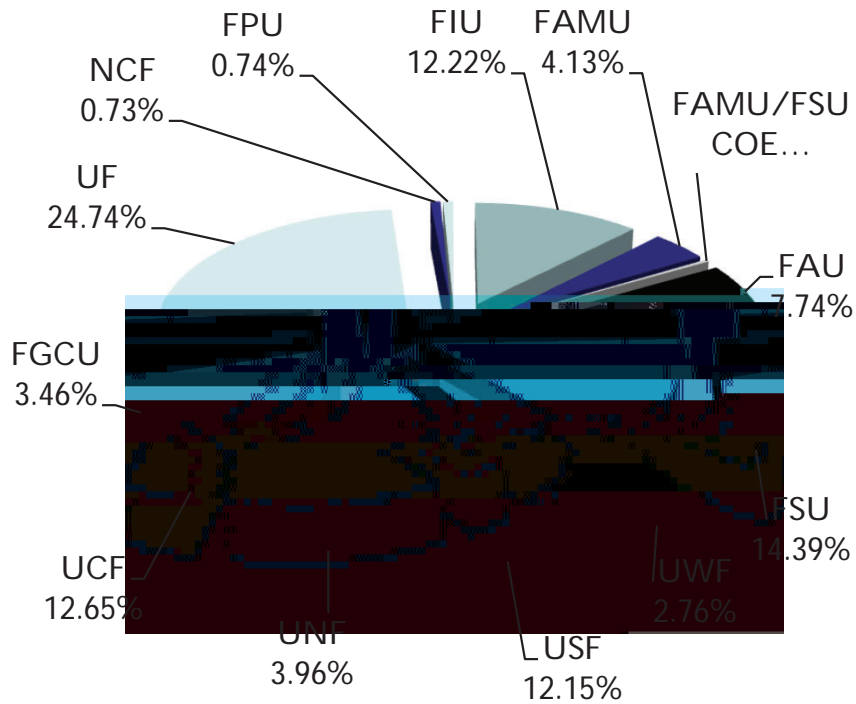 FPU
0.74%
FIU
12.22%
FAMU
4.13%
NCF
0.73%
FAMU/FSU
COE...
UF
24.74%
FAU
7.74%
FGCU
3.46%
FSU
14.39%
UCF
12.65%
UWF
2.76%
UNF
3.96%
USF
12.15%